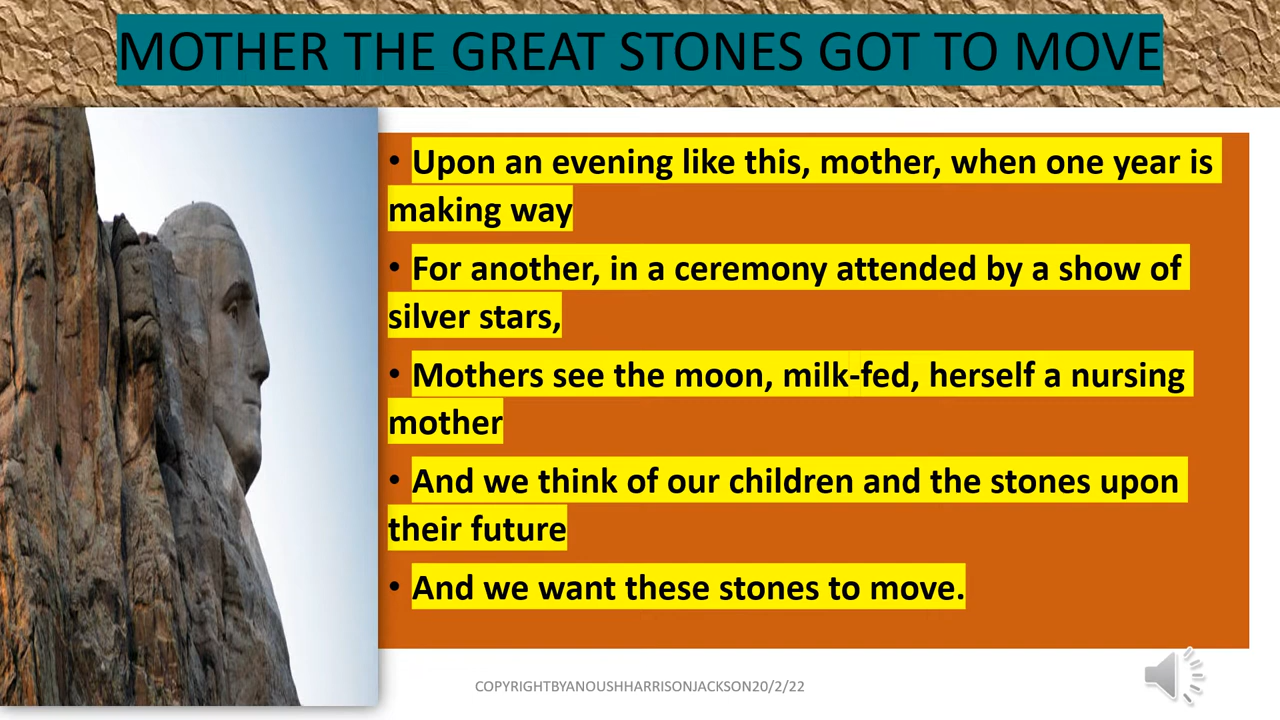 MOTHER THE GREAT STONES GOT TO MOVE
• Upon an evening like this, mother, when one year is
making way
• For another, in a ceremony attended by a show of
silver stars,
• Mothers see the moon, milk-fed, herself a nursing
mother
• And we think of our children and the stones upon
their future
• And we want these stones to move.
COPYRIGHTBYANOUSHHARRISONJACKSON20/2/22